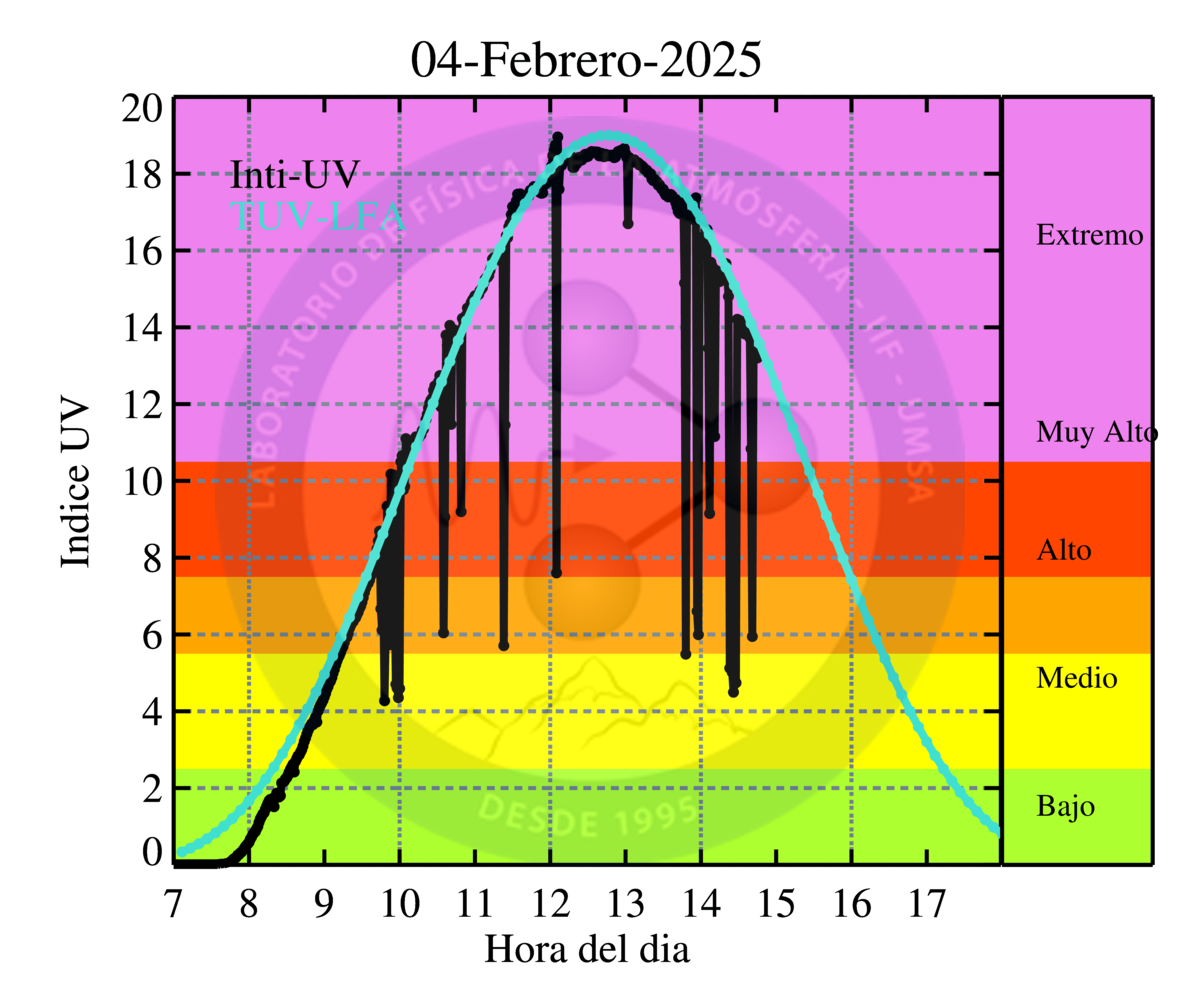 04-Febrero-2025
20
18
16
14
12
10
8
6
4
2
0
Indice UV
Inti-UV
TUV-LFA
LABORATORIO DE FÍSICA DE LA ATMÓSFERA - IIF - UMSA
DESDE 1995
Extremo
Muy Alto
Alto
Medio
Bajo
7 8 9 10 11 12 13 14 15 16 17
Hora del dia